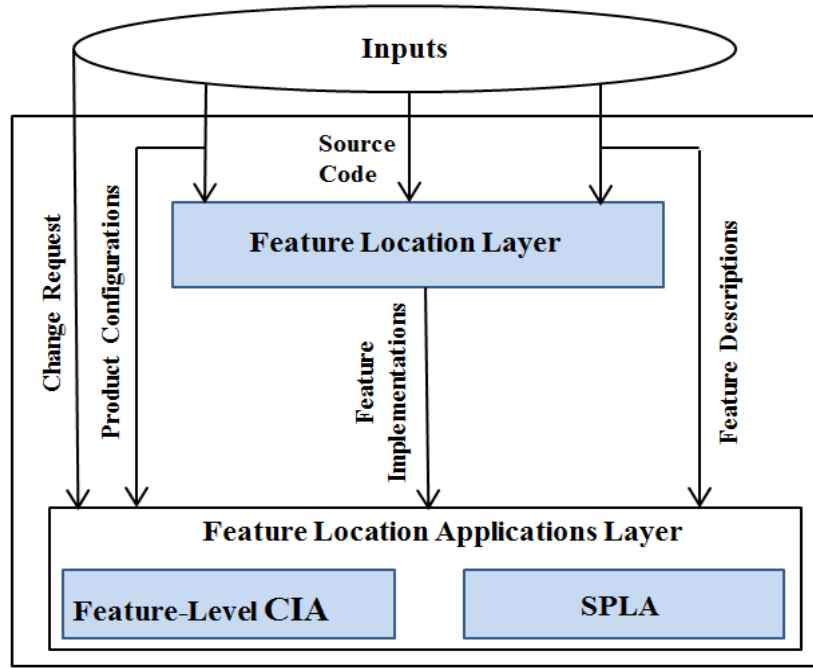 Inputs
Source
Code
Feature Location Layer
Change Request
Product Configurations
Feature
Implementations
Feature Descriptions
Feature Location Applications Layer
Feature-Level CIA
SPLA